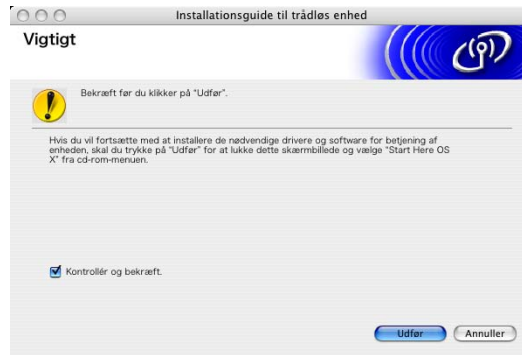 Installationsguide til trådløs enhed
Vigtigt
Bekræft før du klikker på "Udfør".
Hvis du vil fortsætte med at installere de nødvendige drivere og software for betjening af
enheden, skal du trykke på "Udfør" for at lukke dette skærmbillede og vælge "Start Here OS
X" fra cd-rom-menuen.
Kontrollér og bekræft.
Udfør
Annuller